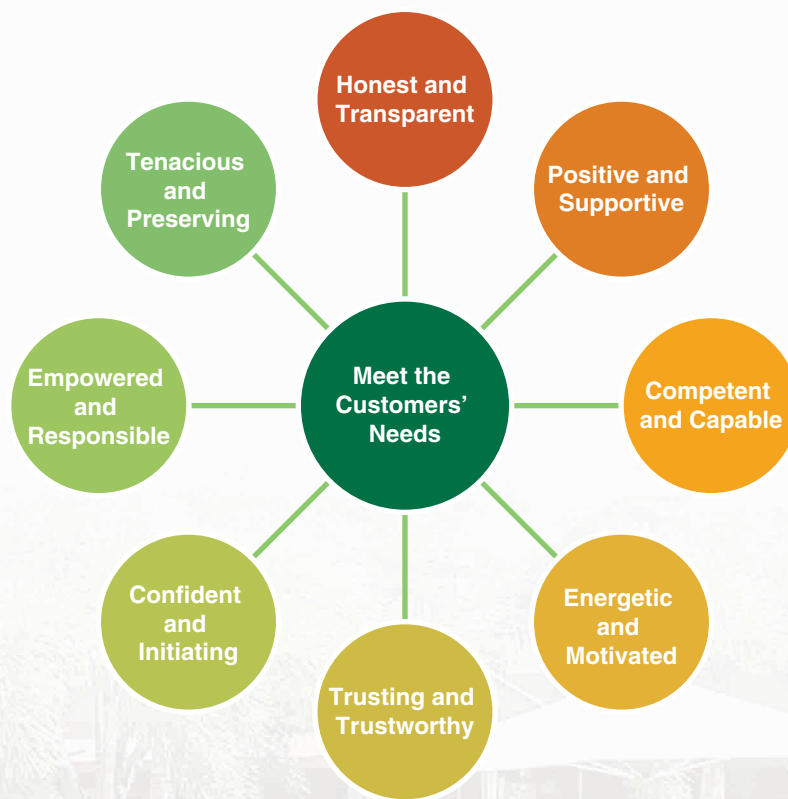 Honest and
Transparent
Positive and
Supportive
Competent
and Capable
Energetic
and
Motivated
Trusting and
Trustworthy
Confident
and
Initiating
Empowered
and
Responsible
Tenacious
and
Preserving
Meet the
Customers’
Needs